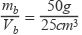 m_b/V_b = 50g/25cm³